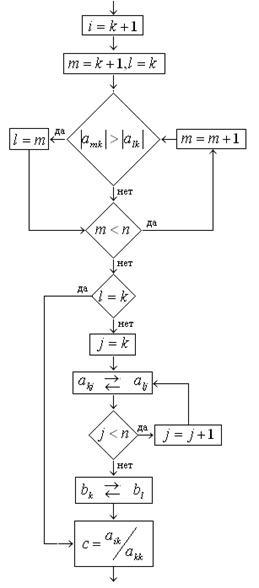 i = k+1
m = k+1, l = k
|a_mk| > |a_lk|
да
l = m
m = m+1
нет
m < n
да
нет
да
l = k
нет
j = k
a_kj ⇄ a_lj
j < n
да
j = j+1
нет
b_k ⇄ b_l
c = a_ik / a_kk